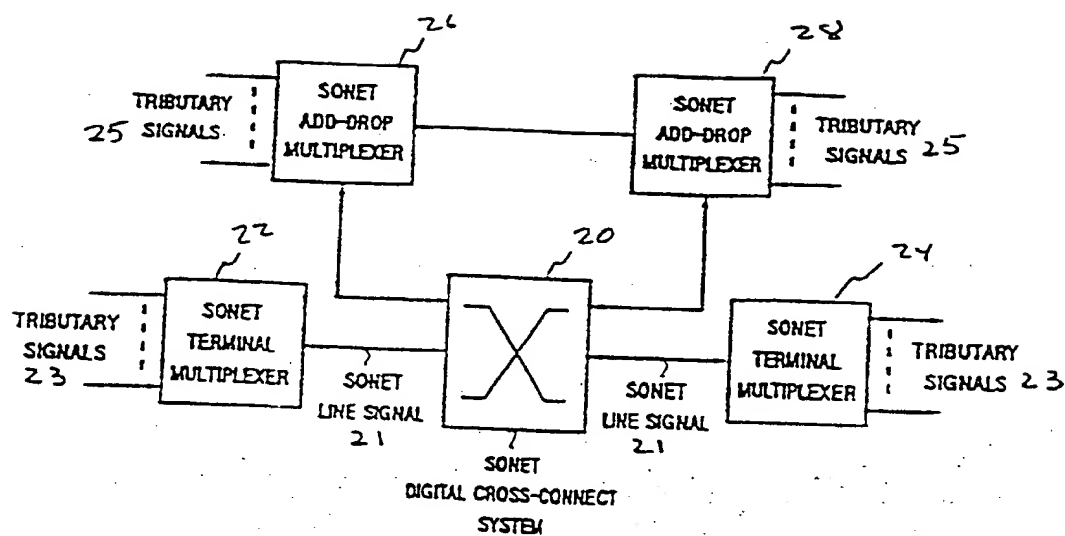 26
28
SONET
ADD-DROP
MULTIPLEXER
TRIBUTARY
25 SIGNALS
SONET
ADD-DROP
MULTIPLEXER
TRIBUTARY
SIGNALS 25
22
20
24
SONET
TERMINAL
MULTIPLEXER
TRIBUTARY
SIGNALS
23
SONET
LINE SIGNAL
21
SONET
LINE SIGNAL
21
SONET
TERMINAL
MULTIPLEXER
TRIBUTARY
SIGNALS 23
SONET
DIGITAL CROSS-CONNECT
SYSTEM